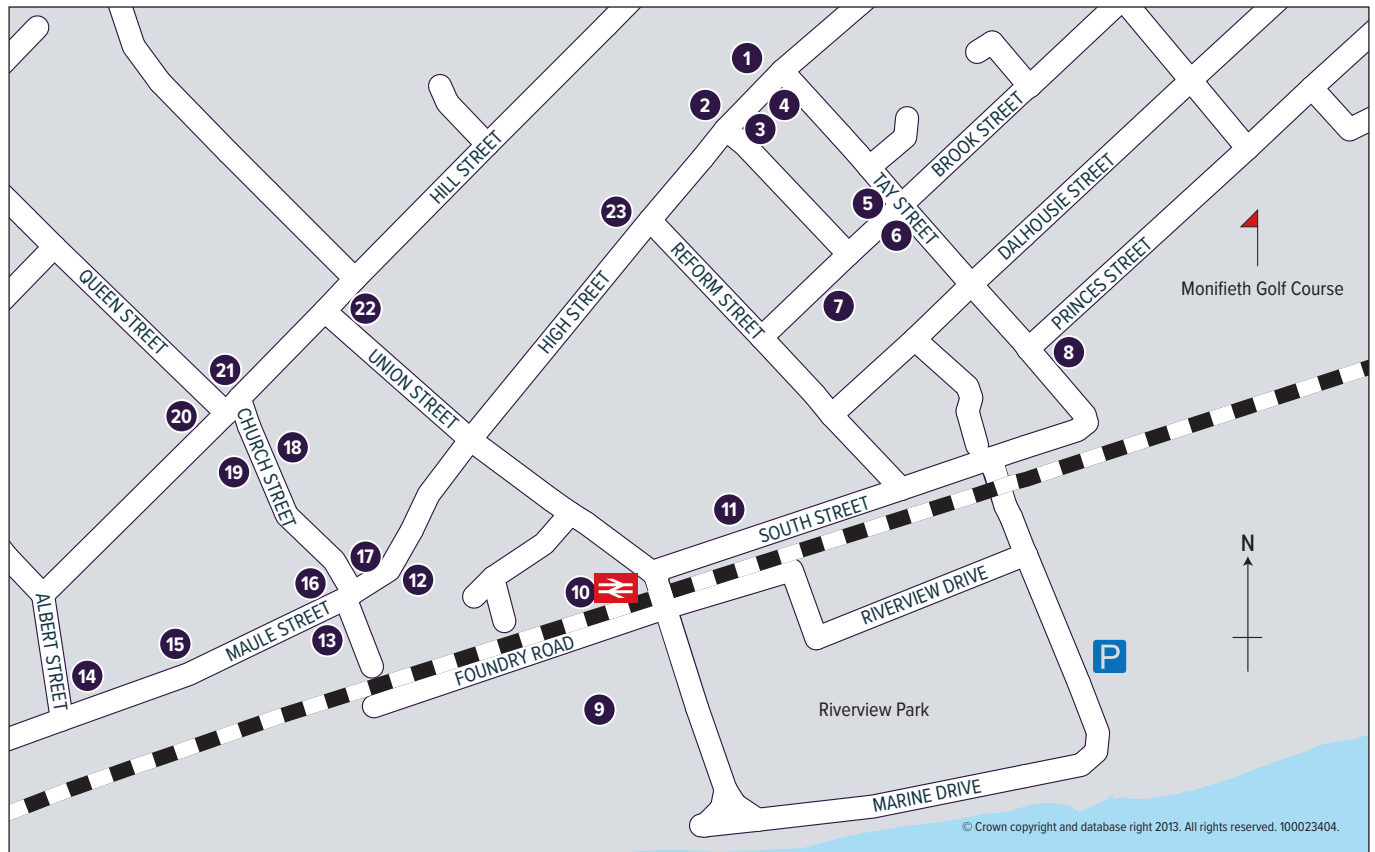 1
2
4
3
HILL STREET
BROOK STREET
TAY STREET
5
6
23
DALHOUSIE STREET
Monifieth Golf Course
PRINCES STREET
QUEEN STREET
22
HIGH STREET
REFORM STREET
7
8
UNION STREET
21
20
CHURCH STREET
18
19
11
SOUTH STREET
17
16
12
10
N
RIVERVIEW DRIVE
ALBERT STREET
15
MAULE STREET
13
FOUNDRY ROAD
14
P
9
Riverview Park
MARINE DRIVE
© Crown copyright and database right 2013. All rights reserved. 100023404.